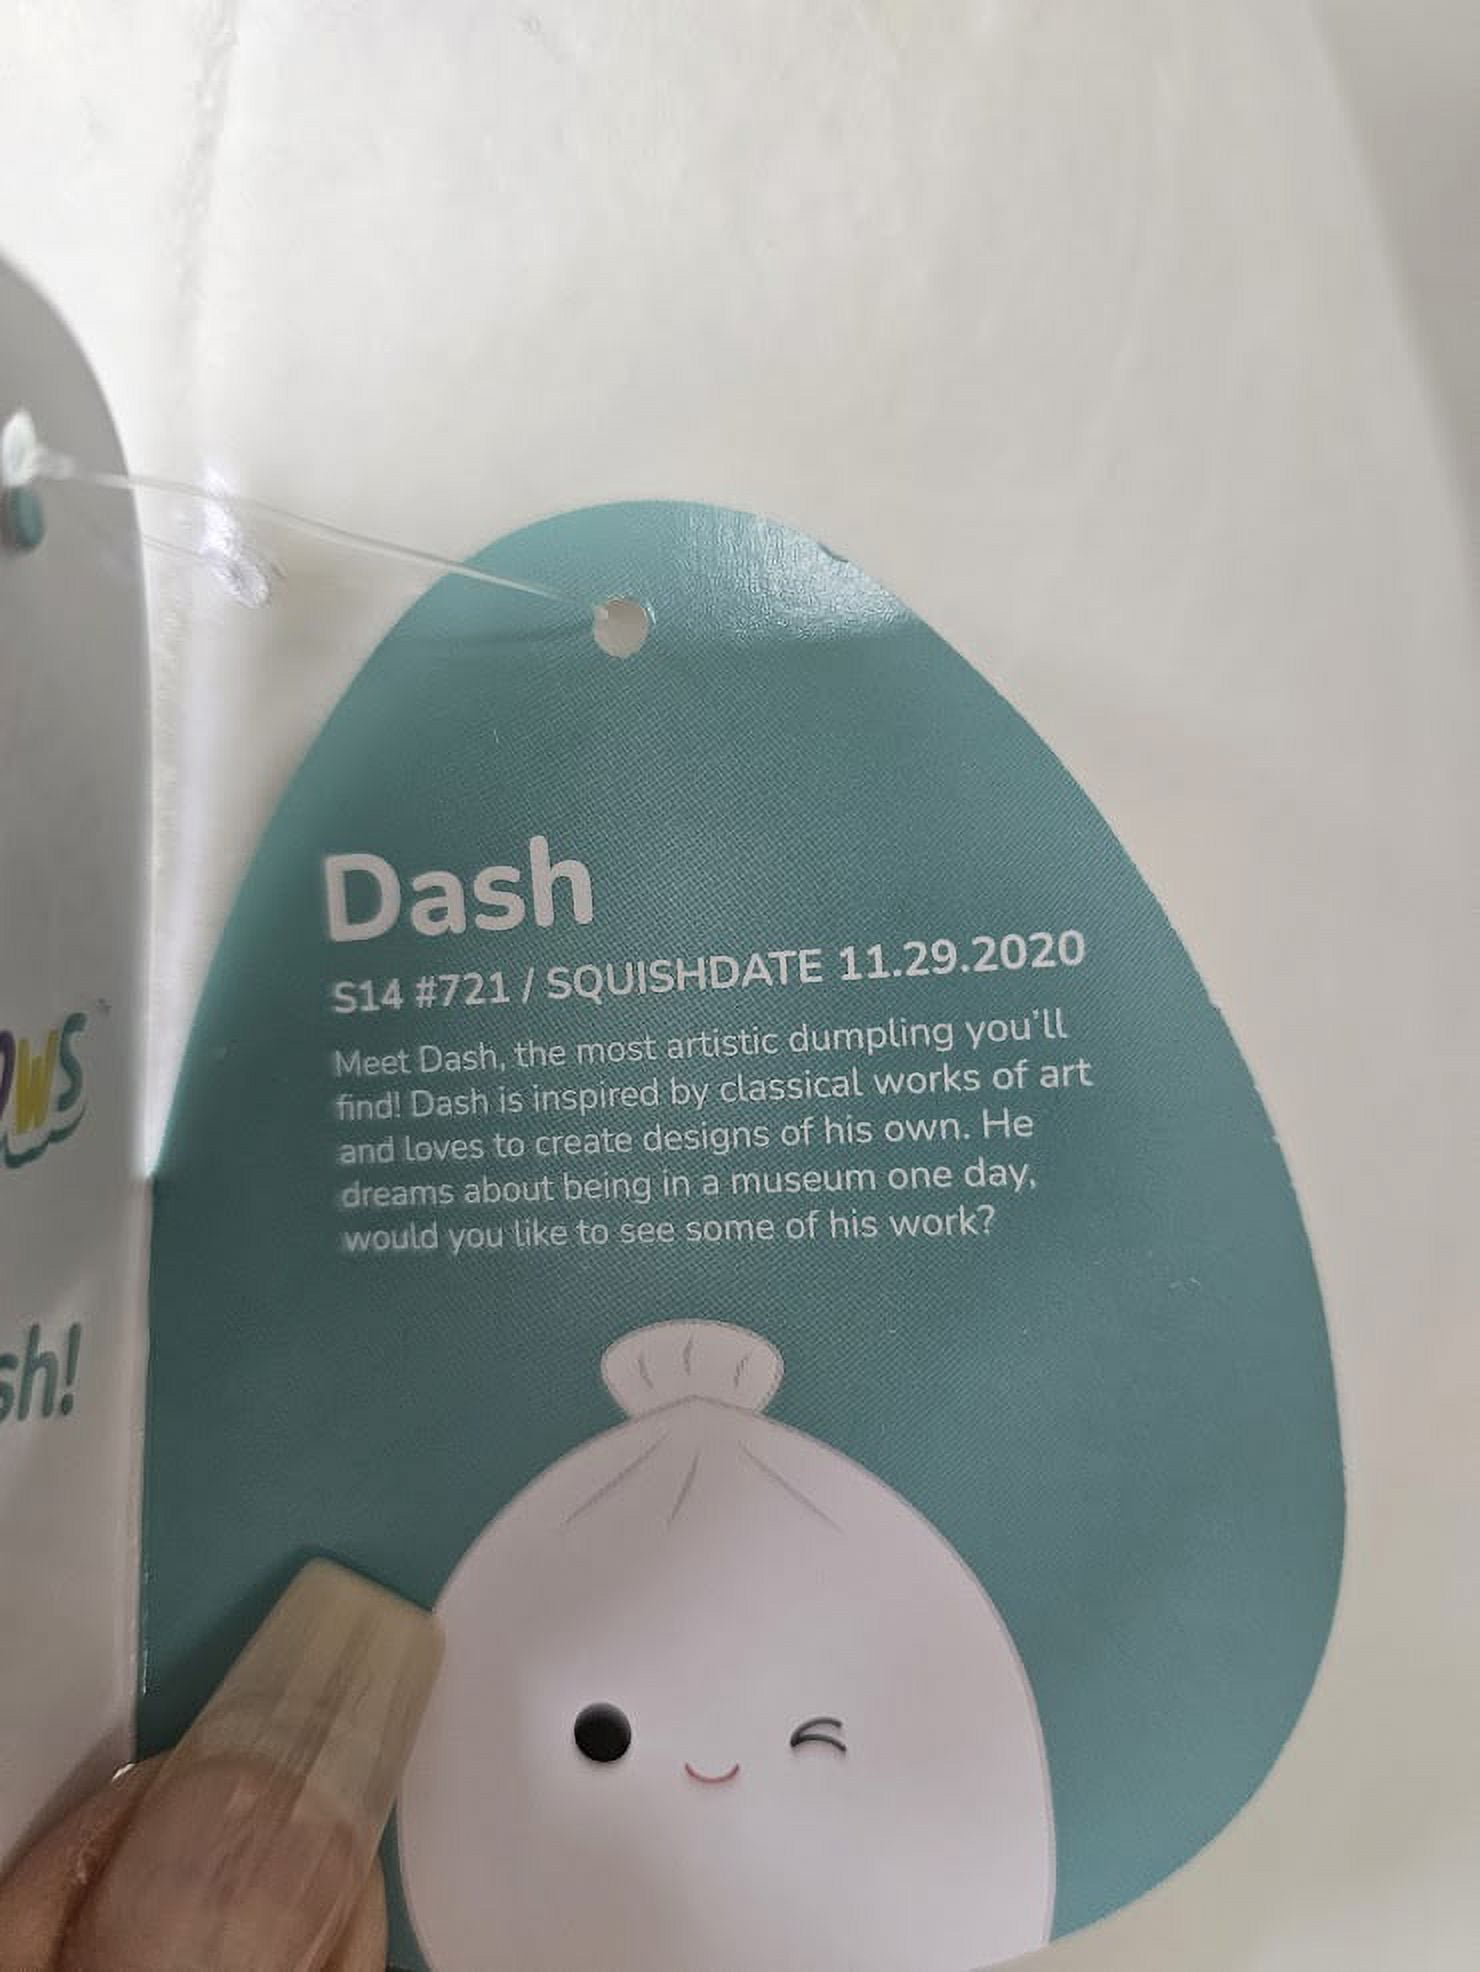 Dash
S14 #721 / SQUISHDATE 11.29.2020
Meet Dash, the most artistic dumpling you'll
find! Dash is inspired by classical works of art
and loves to create designs of his own. He
dreams about being in a museum one day,
would you like to see some of his work?
ows
sh!